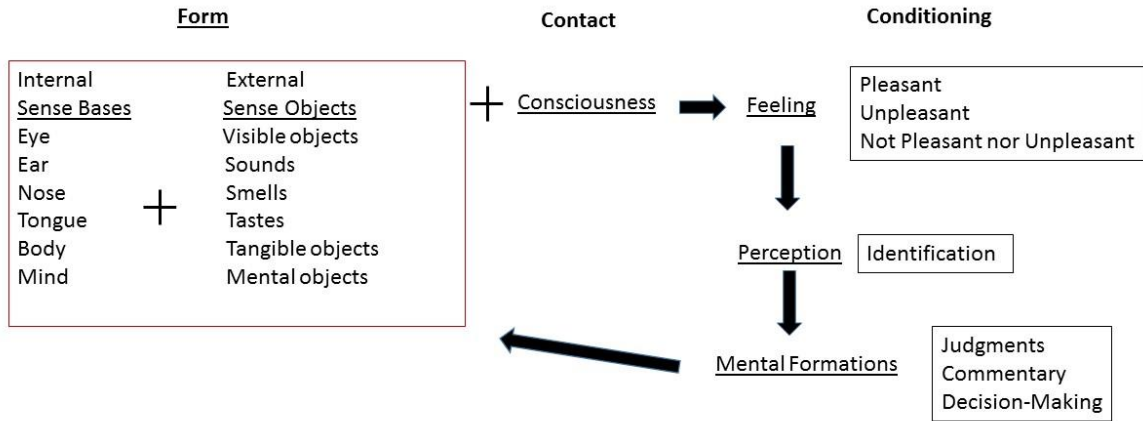 Form
Contact
Conditioning
Internal
Sense Bases
Eye
Ear
Nose
Tongue
Body
Mind
+
External
Sense Objects
Visible objects
Sounds
Smells
Tastes
Tangible objects
Mental objects
+
Consciousness
Feeling
Pleasant
Unpleasant
Not Pleasant nor Unpleasant
Perception
Identification
Mental Formations
Judgments
Commentary
Decision-Making